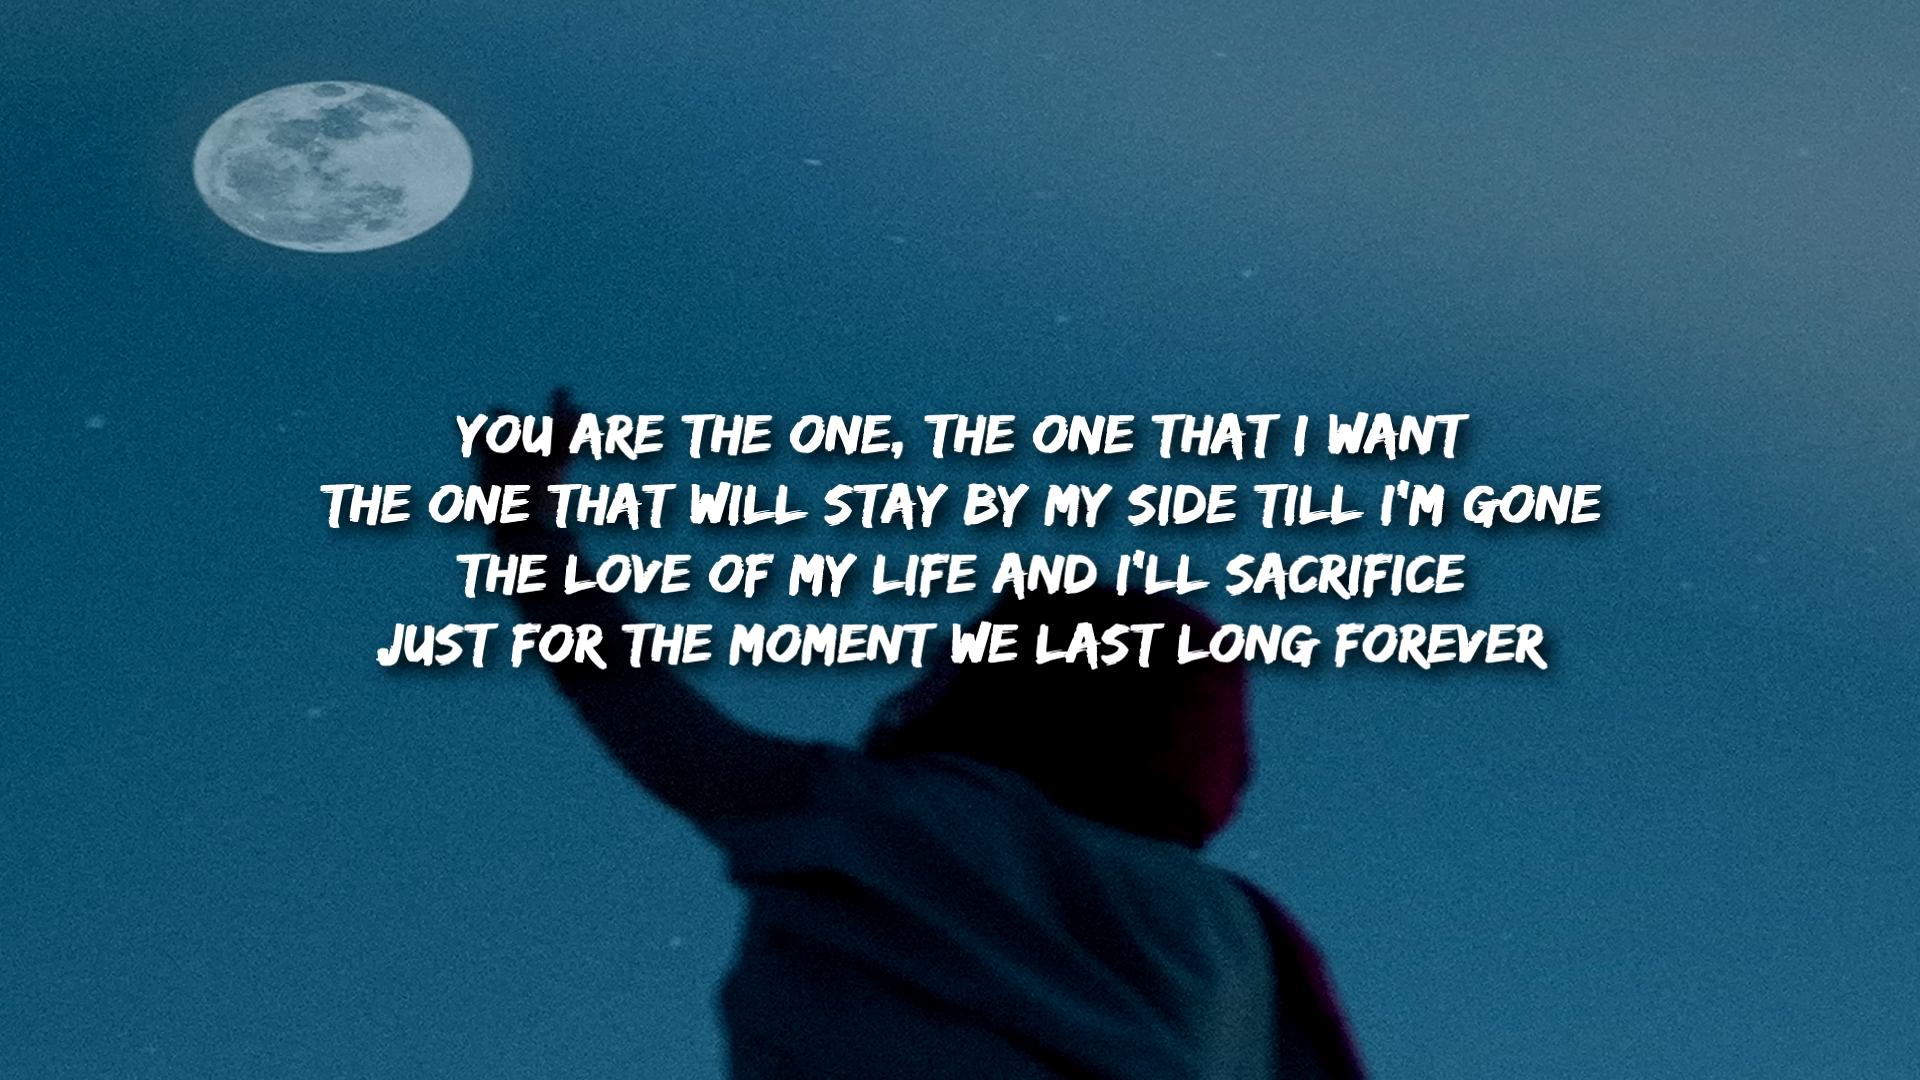 YOU ARE THE ONE, THE ONE THAT I WANT
THE ONE THAT WILL STAY BY MY SIDE TILL I'M GONE
THE LOVE OF MY LIFE AND I'LL SACRIFICE
JUST FOR THE MOMENT WE LAST LONG FOREVER